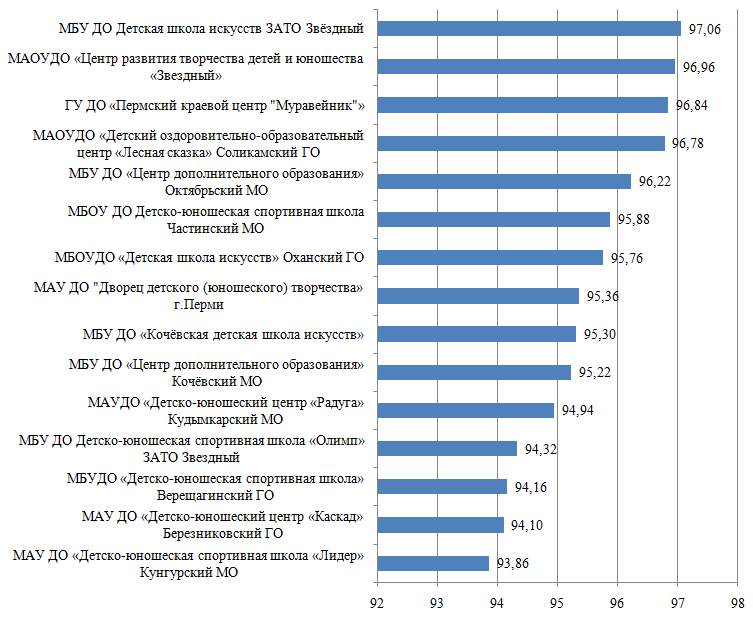 МБУ ДО Детская школа искусств ЗАТО Звёздный
97,06
МАОУДО «Центр развития творчества детей и юношества
«Звездный»
96,96
ГУ ДО «Пермский краевой центр "Муравейник"»
96,84
МАОУДО «Детский оздоровительно-образовательный
центр «Лесная сказка» Соликамский ГО
96,78
МБУ ДО «Центр дополнительного образования»
Октябрьский МО
96,22
МБОУ ДО Детско-юношеская спортивная школа
Частинский МО
95,88
МБОУДО «Детская школа искусств» Оханский ГО
95,76
МАУ ДО "Дворец детского (юношеского) творчества»
г.Перми
95,36
МБУ ДО «Кочёвская детская школа искусств»
95,30
МБУ ДО «Центр дополнительного образования»
Кочёвский МО
95,22
МАУДО «Детско-юношеский центр «Радуга»
Кудымкарский МО
94,94
МБУ ДО Детско-юношеская спортивная школа «Олимп»
ЗАТО Звездный
94,32
МБУДО «Детско-юношеская спортивная школа»
Верещагинский ГО
94,16
МАУ ДО «Детско-юношеский центр «Каскад»
Березниковский ГО
94,10
МАУ ДО «Детско-юношеская спортивная школа «Лидер»
Кунгурский МО
93,86
92 93 94 95 96 97 98